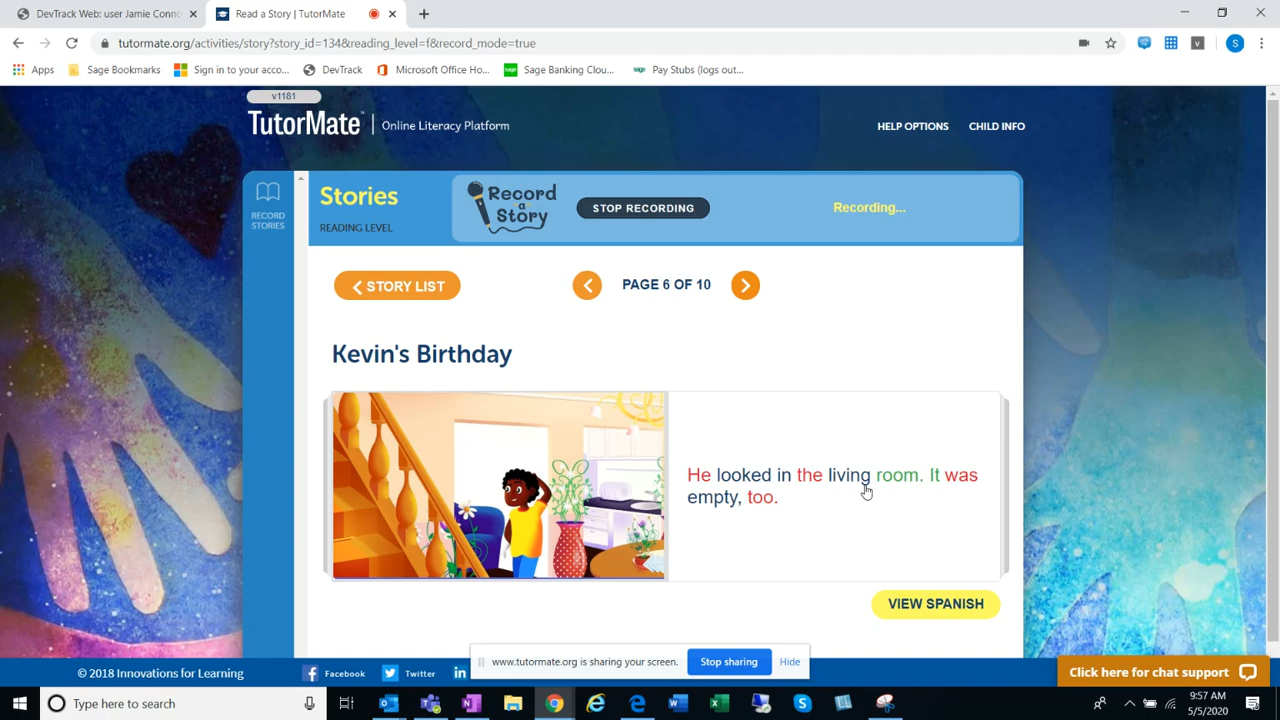 DevTrack Web: user Jamie Conno
Read a Story | TutorMate
tutormate.org/activities/story?story_id=134&reading_level=f&record_mode=true
S
Apps
Sage Bookmarks
Sign in to your acco...
DevTrack
Microsoft Office Ho...
sage
Sage Banking Clou...
sage
Pay Stubs (logs out...
v1181
TutorMate
Online Literacy Platform
HELP OPTIONS
CHILD INFO
RECORD
STORIES
Stories
READING LEVEL
Record
a
Story
STOP RECORDING
Recording...
STORY LIST
PAGE 6 OF 10
Kevin's Birthday
He looked in the living room. It was
empty, too.
VIEW SPANISH
www.tutormate.org is sharing your screen.
Stop sharing
Hide
© 2018 Innovations for Learning
Facebook
Twitter
in
Click here for chat support
Type here to search
9:57 AM
5/5/2020